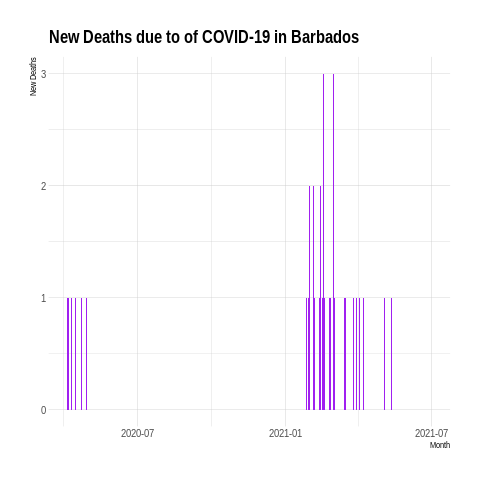 New Deaths due to of COVID-19 in Barbados
New Deaths
3
2
1
0
2020-07
2021-01
2021-07
Month